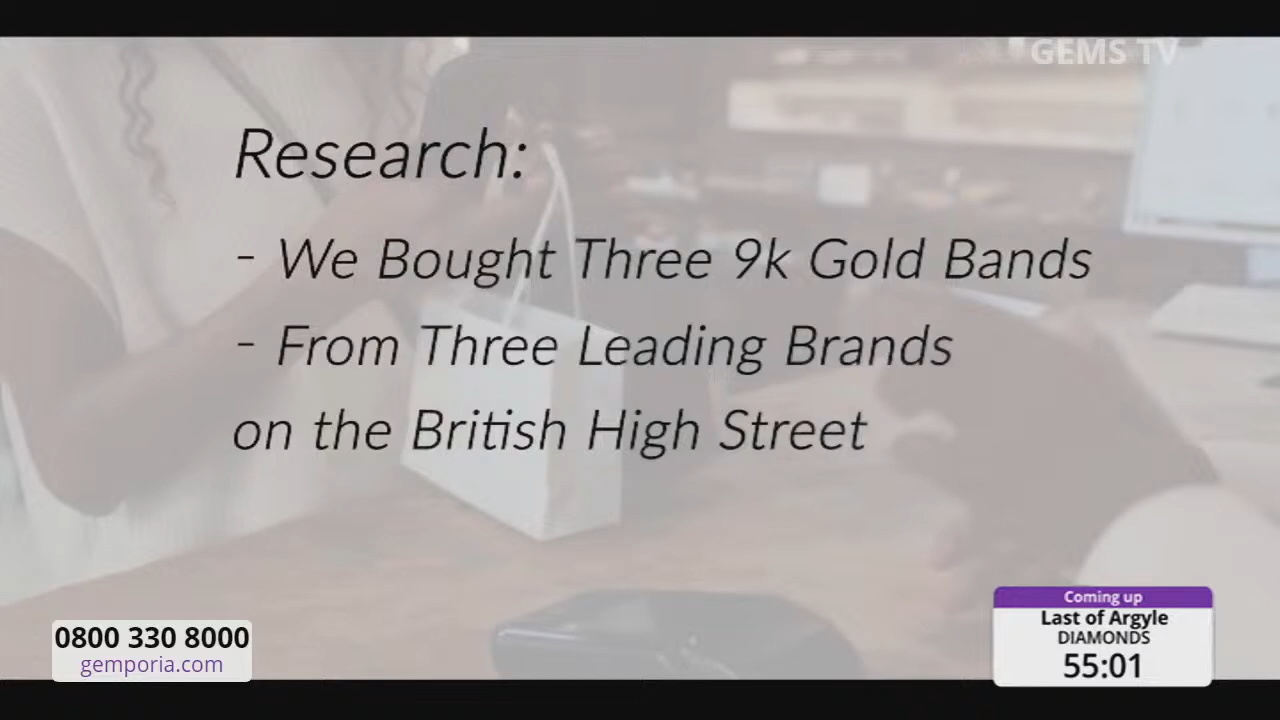 GEMS TV
Research:
- We Bought Three 9k Gold Bands
- From Three Leading Brands
on the British High Street
0800 330 8000
gemporia.com
Coming up
Last of Argyle
DIAMONDS
55:01